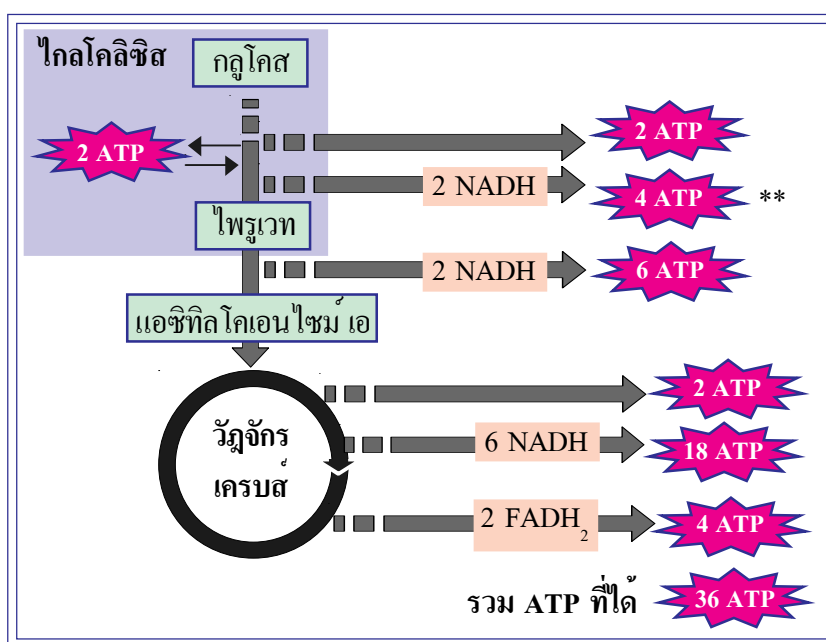 ไกลโคลิซิส
กลูโคส
2 ATP
2 ATP
2 NADH
4 ATP
**
ไพรูเวท
2 NADH
6 ATP
แอซิทิลโคเอนไซม์ เอ
2 ATP
วัฎจักร
เครบส์
6 NADH
18 ATP
2 FADH₂
4 ATP
รวม ATP ที่ได้
36 ATP